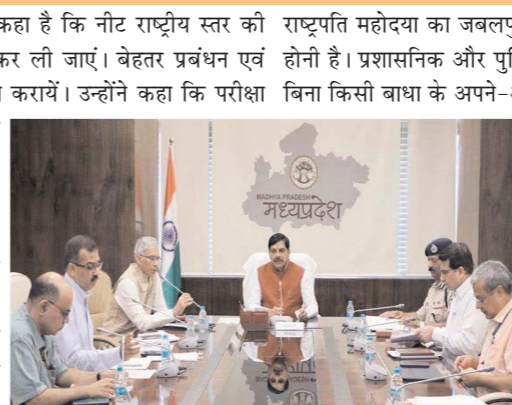 कहा है कि नीट राष्ट्रीय स्तर की
कर ली जाएं। बेहतर प्रबंधन एवं
करायें। उन्होंने कहा कि परीक्षा
राष्ट्रपति महोदया का जबलपु
होनी है। प्रशासनिक और पुि
बिना किसी बाधा के अपने-
MADHYA PRADESH
मध्यप्रदेश